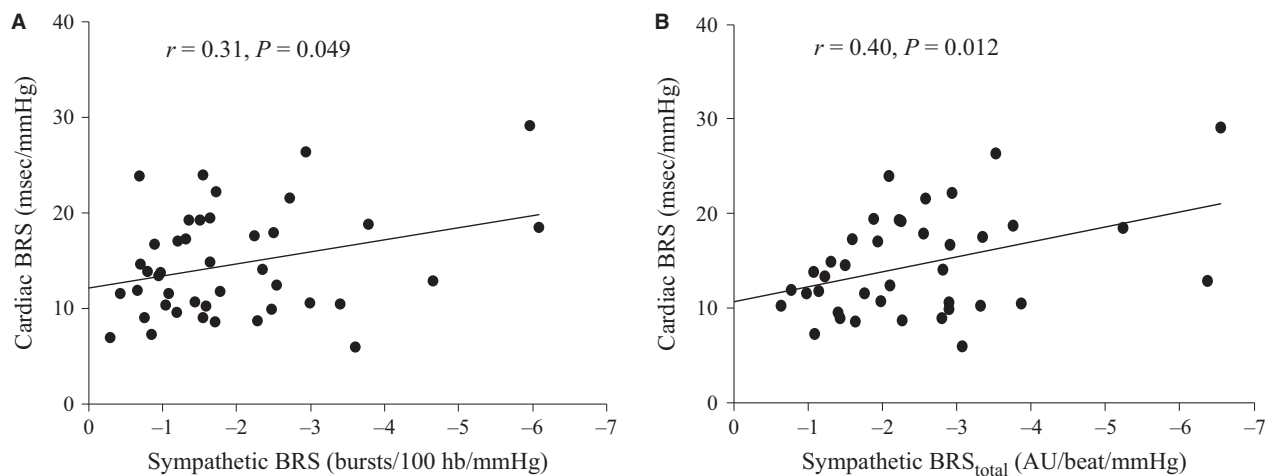 A
r = 0.31, P = 0.049
40
30
20
10
0
Cardiac BRS (msec/mmHg)
0 –1 –2 –3 –4 –5 –6 –7
Sympathetic BRS (bursts/100 hb/mmHg)
B
r = 0.40, P = 0.012
40
30
20
10
0
Cardiac BRS (msec/mmHg)
0 –1 –2 –3 –4 –5 –6 –7
Sympathetic BRStotal (AU/beat/mmHg)